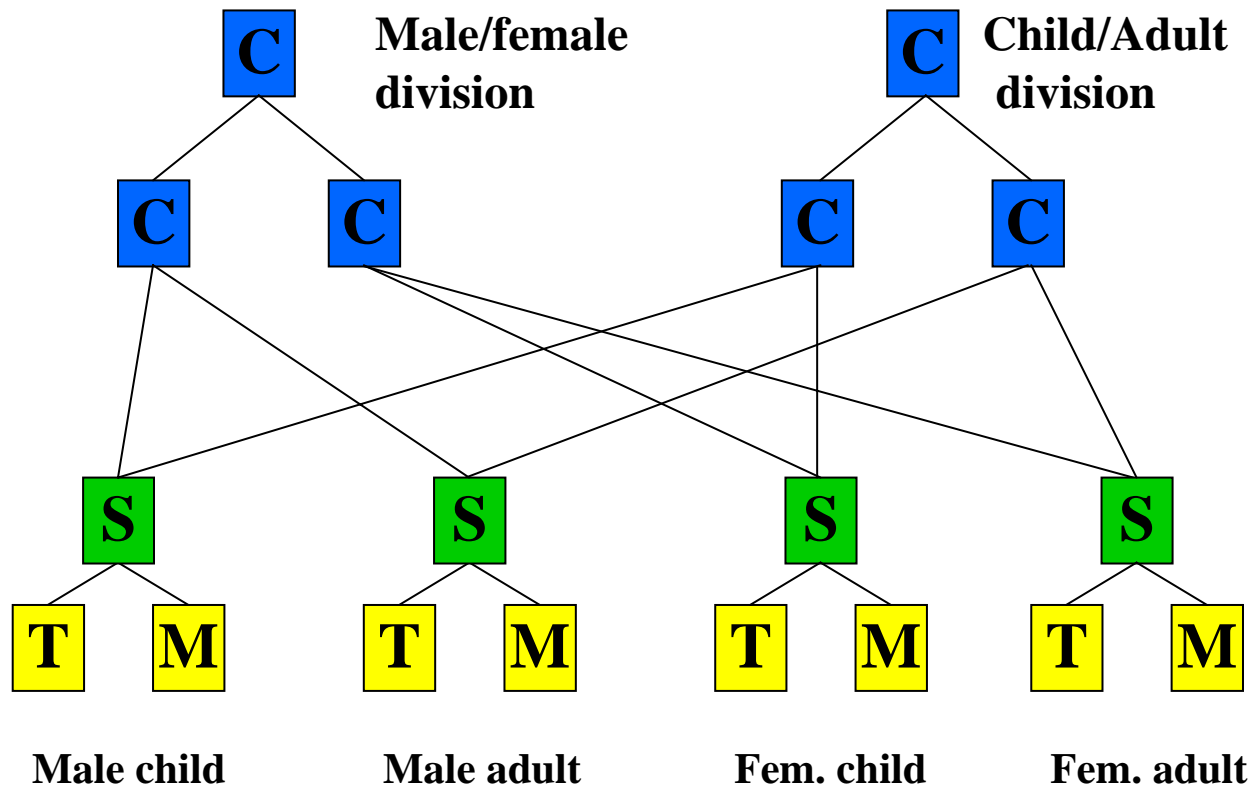 C
Male/female
division
C
Child/Adult
division
C
C
C
C
S
S
S
S
T
M
T
M
T
M
T
M
Male child
Male adult
Fem. child
Fem. adult